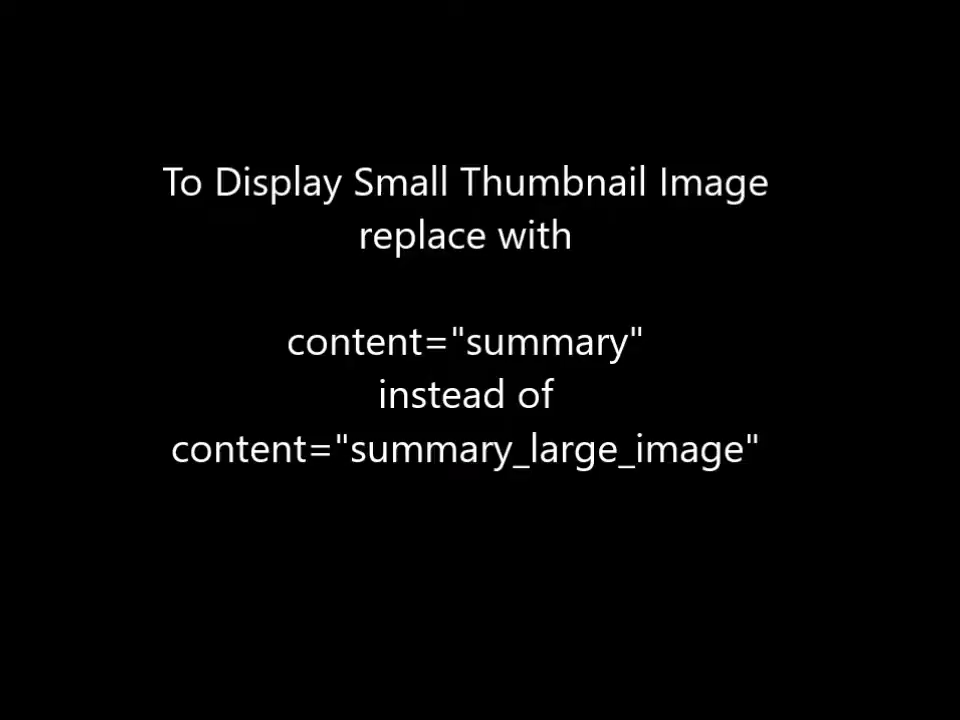 To Display Small Thumbnail Image
replace with
content="summary"
instead of
content="summary_large_image"